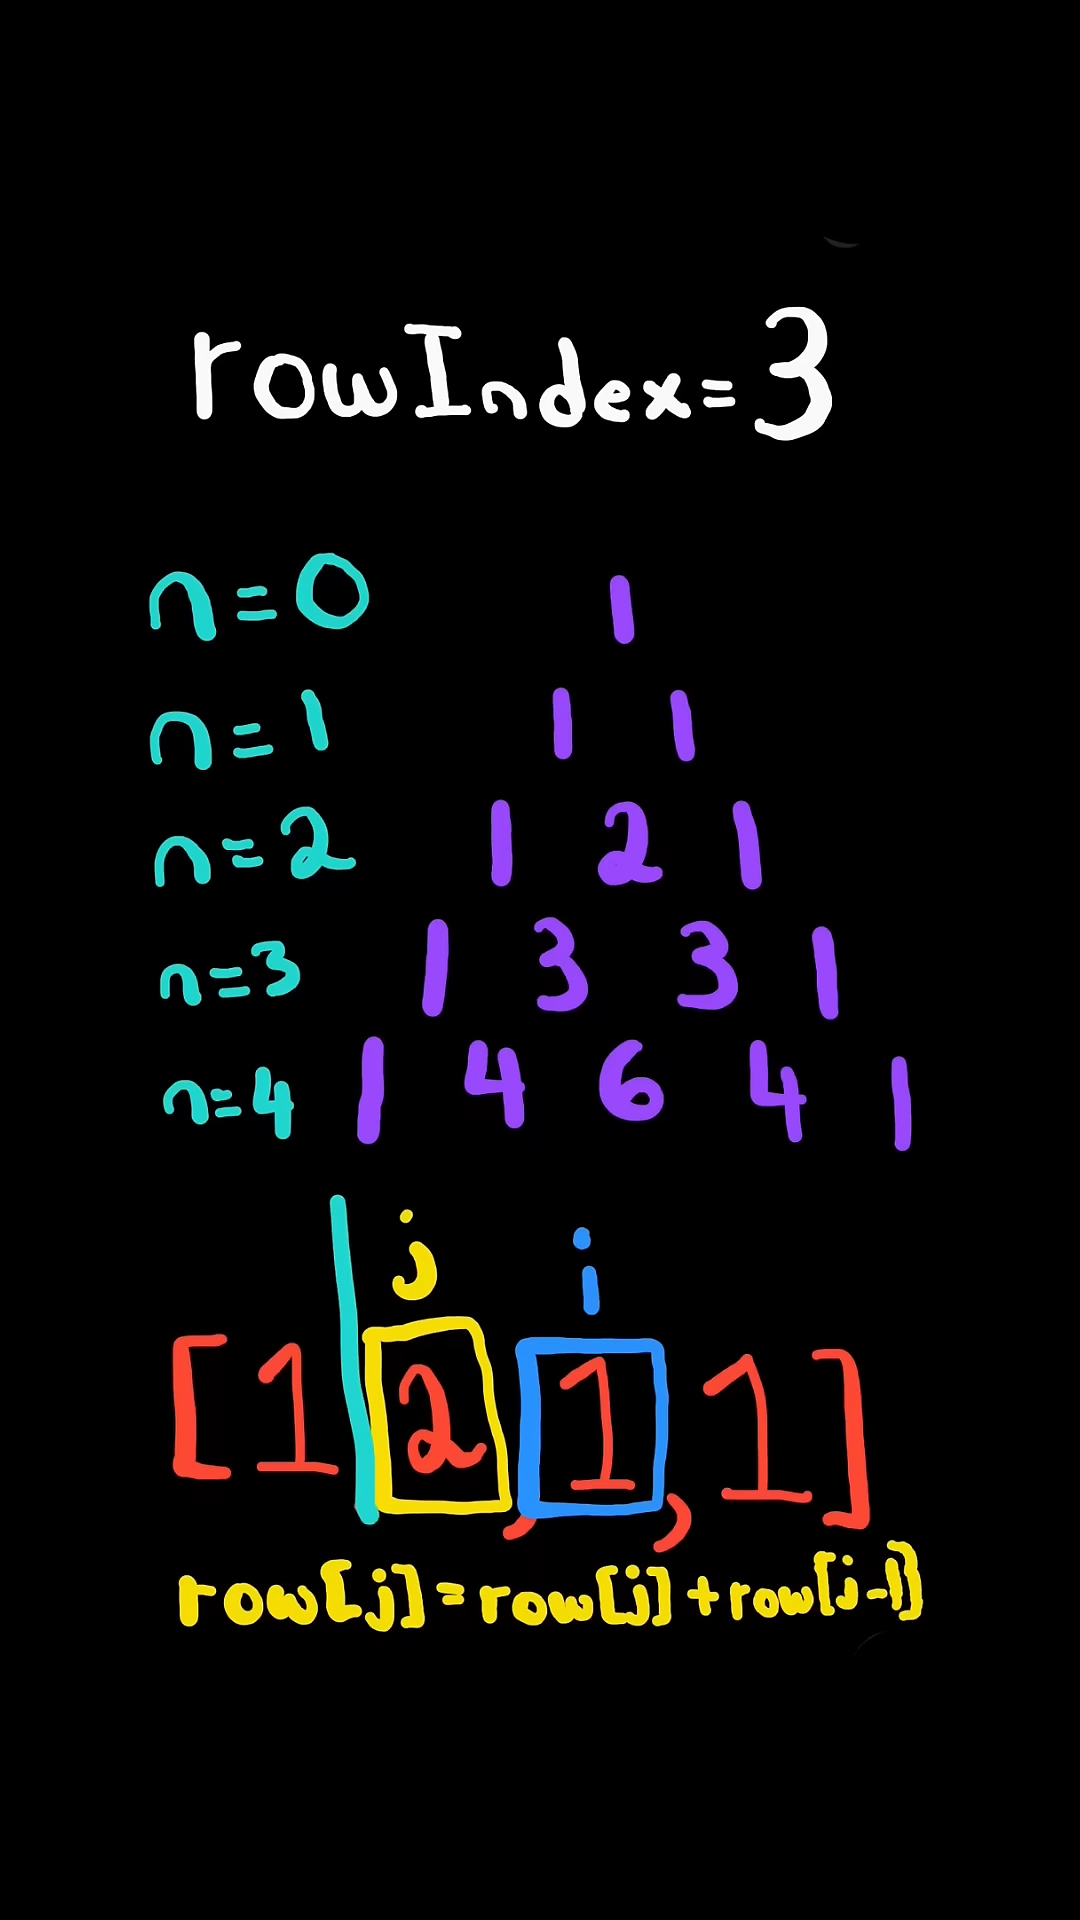 rowIndex=3
n=0 1
n=1 1 1
n=2 1 2 1
n=3 1 3 3 1
n=4 1 4 6 4 1
j i
[1 2, 1, 1]
row[j]=row[j]+row[j-1]